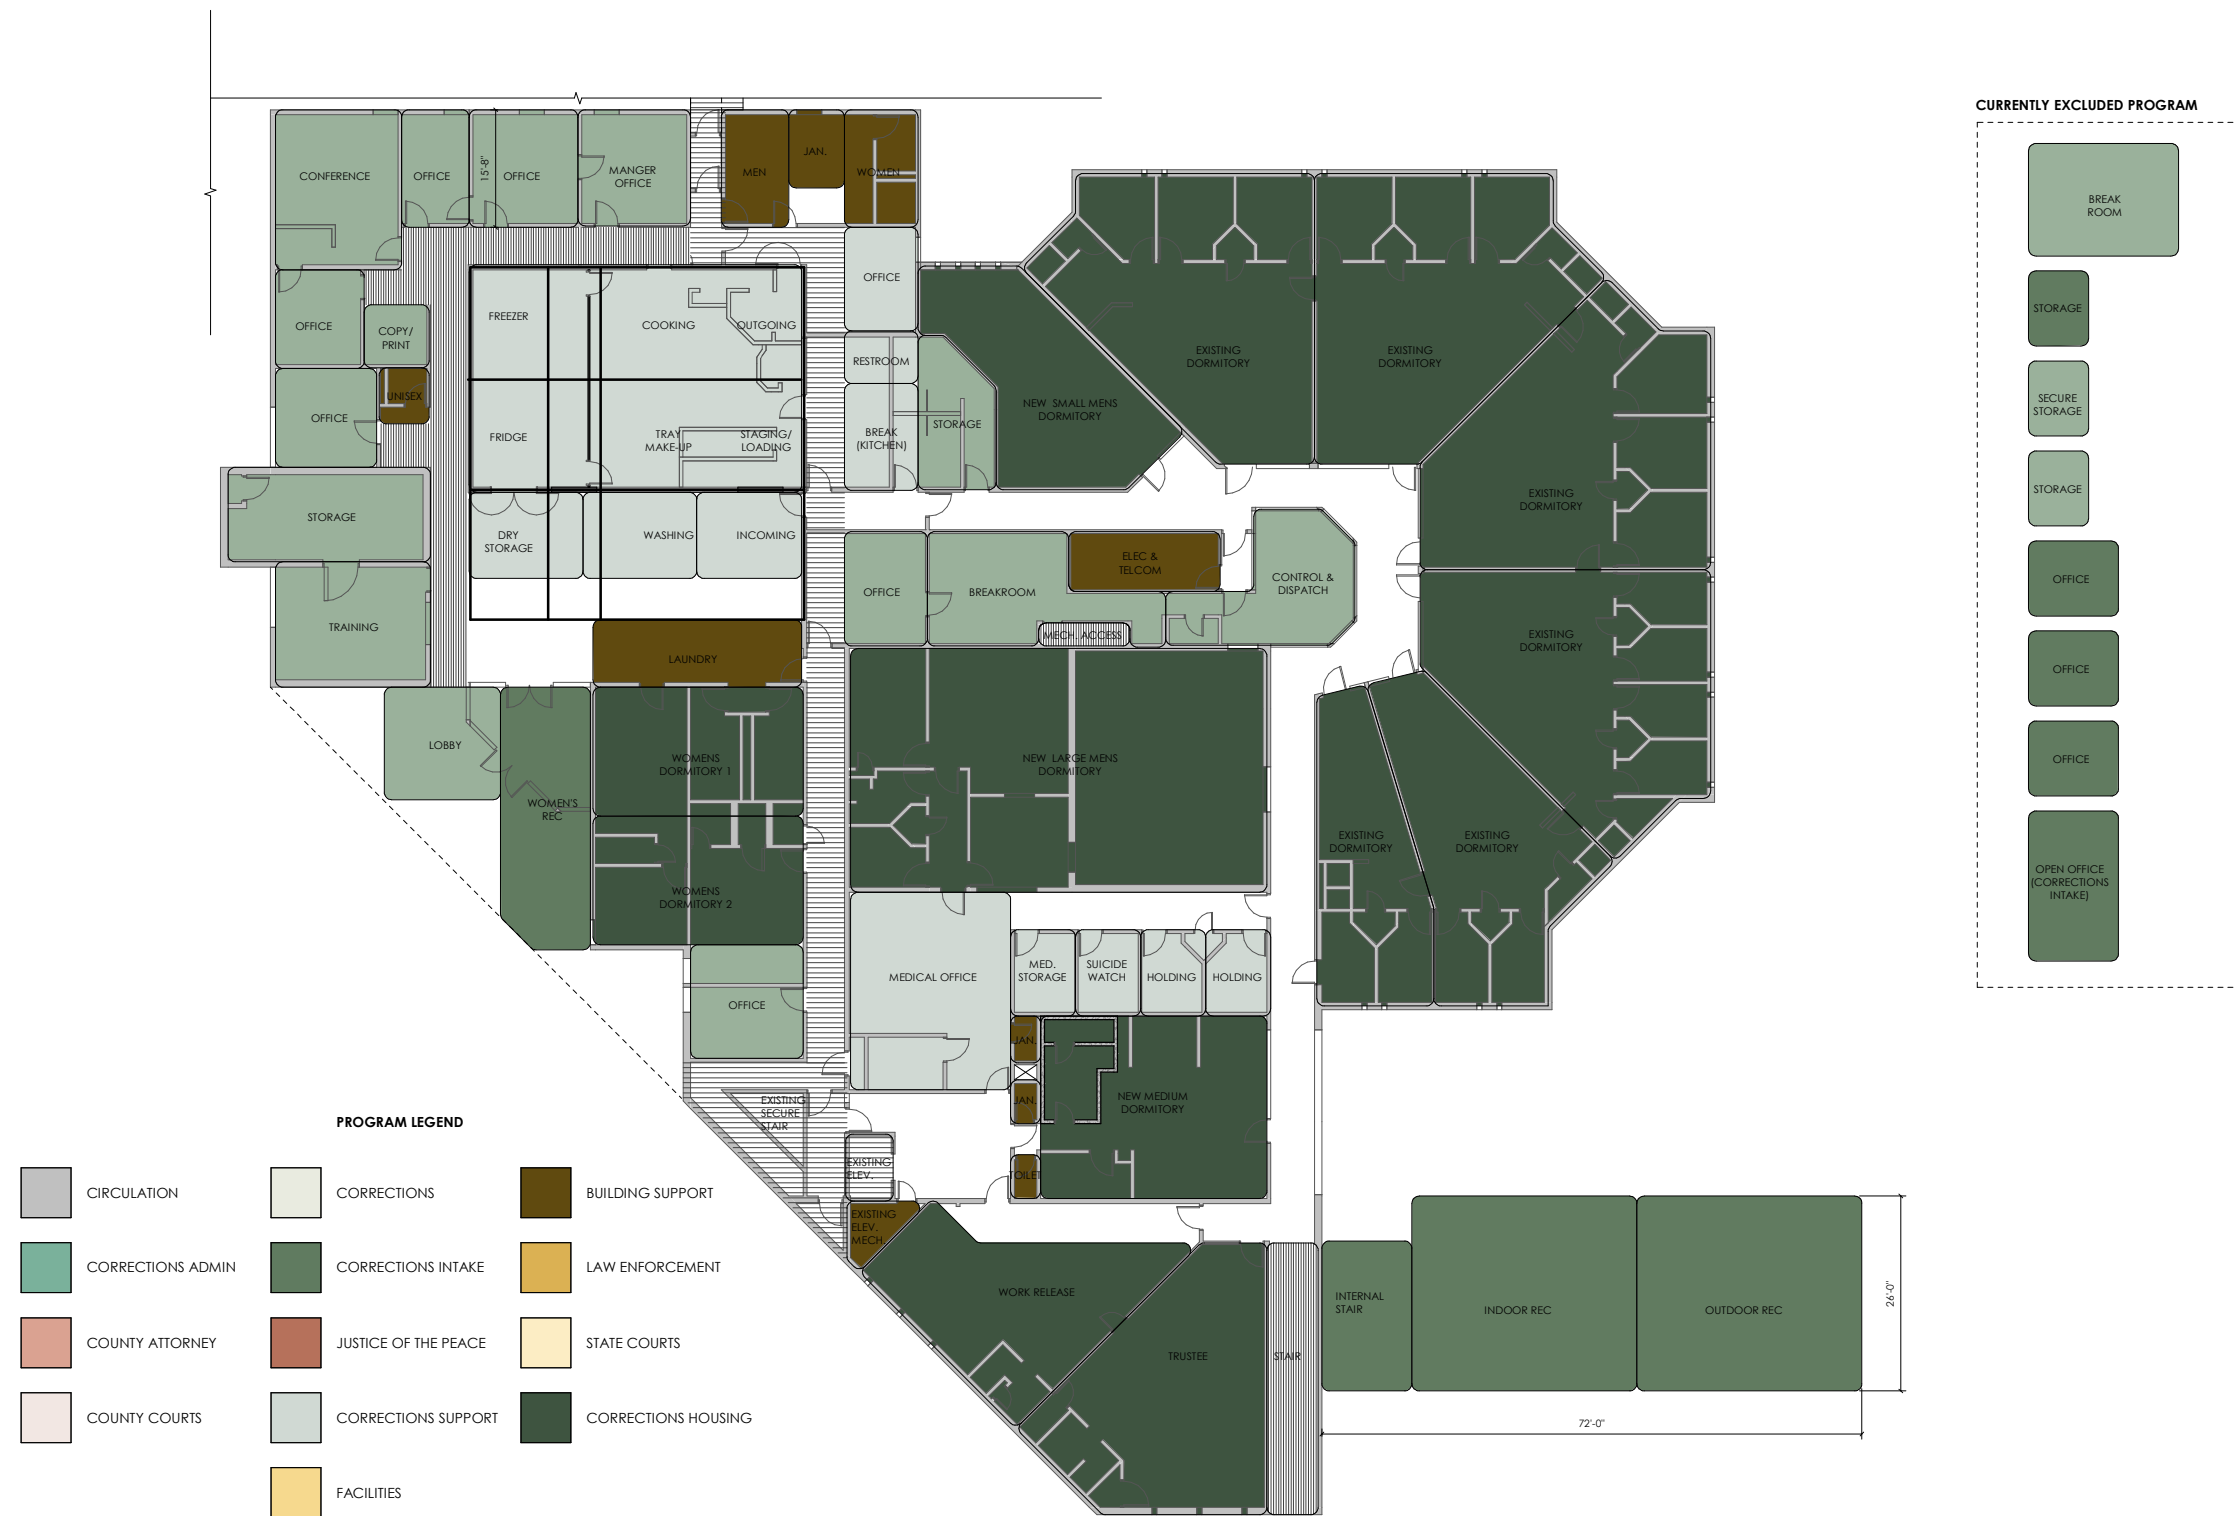 CURRENTLY EXCLUDED PROGRAM
BREAK
ROOM
STORAGE
SECURE
STORAGE
STORAGE
OFFICE
OFFICE
OFFICE
OPEN OFFICE
(CORRECTIONS
INTAKE)
CONFERENCE
OFFICE
15'-8"
OFFICE
MANGER
OFFICE
MEN
JAN.
WOMEN
OFFICE
OFFICE
COPY/
PRINT
UNISEX
OFFICE
FREEZER
COOKING
OUTGOING
RESTROOM
FRIDGE
TRAY
MAKE-UP
STAGING/
LOADING
BREAK
(KITCHEN)
STORAGE
NEW SMALL MENS
DORMITORY
EXISTING
DORMITORY
EXISTING
DORMITORY
EXISTING
DORMITORY
EXISTING
DORMITORY
STORAGE
DRY
STORAGE
WASHING
INCOMING
TRAINING
OFFICE
BREAKROOM
ELEC &
TELCOM
CONTROL &
DISPATCH
MECH. ACCESS
LAUNDRY
LOBBY
WOMEN'S
REC
WOMENS
DORMITORY 1
WOMENS
DORMITORY 2
NEW LARGE MENS
DORMITORY
EXISTING
DORMITORY
EXISTING
DORMITORY
OFFICE
MEDICAL OFFICE
MED.
STORAGE
SUICIDE
WATCH
HOLDING
HOLDING
JAN.
JAN.
NEW MEDIUM
DORMITORY
EXISTING
SECURE
STAIR
EXISTING
ELEV.
TOILET
EXISTING
ELEV.
MECH.
WORK RELEASE
TRUSTEE
STAIR
INTERNAL
STAIR
INDOOR REC
OUTDOOR REC
26'-0"
72'-0"
PROGRAM LEGEND
CIRCULATION
CORRECTIONS
BUILDING SUPPORT
CORRECTIONS ADMIN
CORRECTIONS INTAKE
LAW ENFORCEMENT
COUNTY ATTORNEY
JUSTICE OF THE PEACE
STATE COURTS
COUNTY COURTS
CORRECTIONS SUPPORT
CORRECTIONS HOUSING
FACILITIES